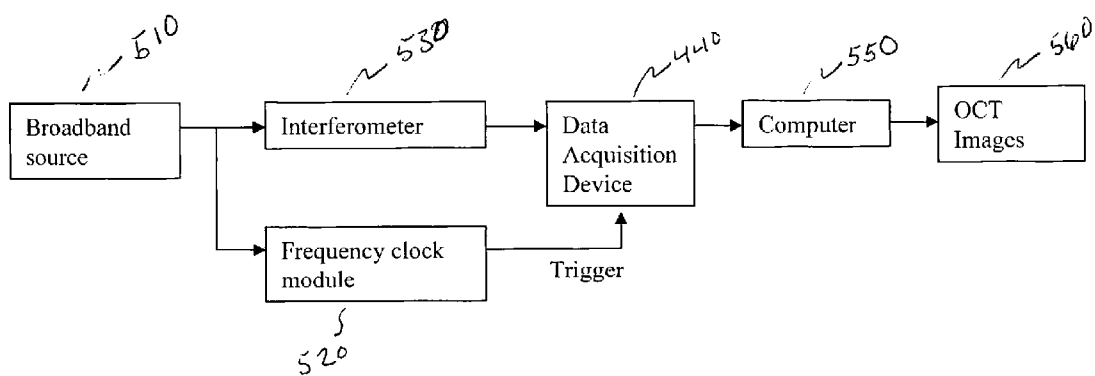 510
530
440
550
560
Broadband
source
Interferometer
Data
Acquisition
Device
Computer
OCT
Images
Frequency clock
module
Trigger
520